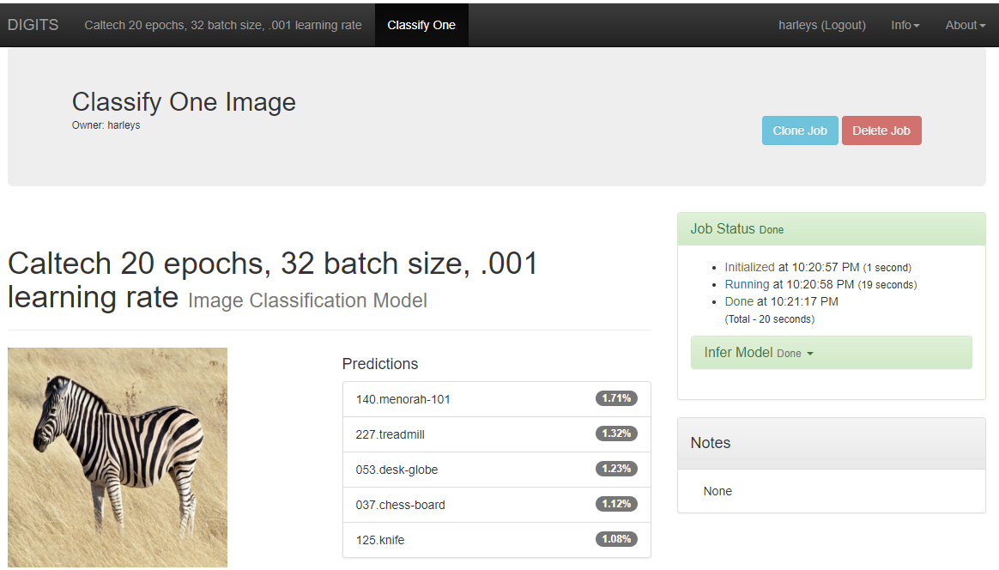 DIGITS Caltech 20 epochs, 32 batch size, .001 learning rate Classify One harleys (Logout) Info About
Classify One Image
Owner: harleys
Clone Job Delete Job
Caltech 20 epochs, 32 batch size, .001
learning rate Image Classification Model
Predictions
140.menorah-101 1.71%
227.treadmill 1.32%
053.desk-globe 1.23%
037.chess-board 1.12%
125.knife 1.08%
Job Status Done
Initialized at 10:20:57 PM (1 second)
Running at 10:20:58 PM (19 seconds)
Done at 10:21:17 PM
(Total - 20 seconds)
Infer Model Done
Notes
None